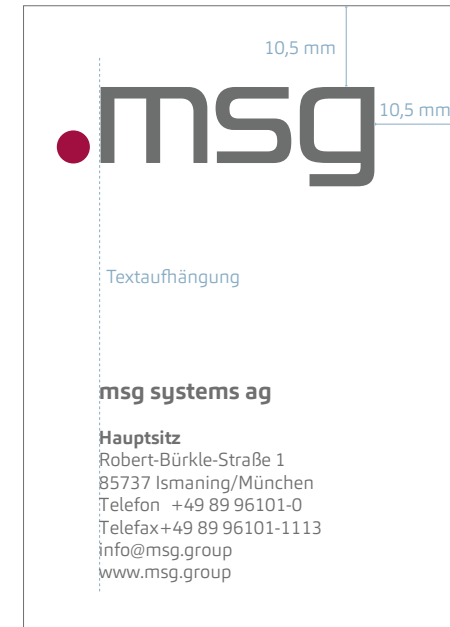 10,5 mm
.msg
10,5 mm
Textaufhängung
msg systems ag
Hauptsitz
Robert-Bürkle-Straße 1
85737 Ismaning/München
Telefon +49 89 96101-0
Telefax+49 89 96101-1113
info@msg.group
www.msg.group